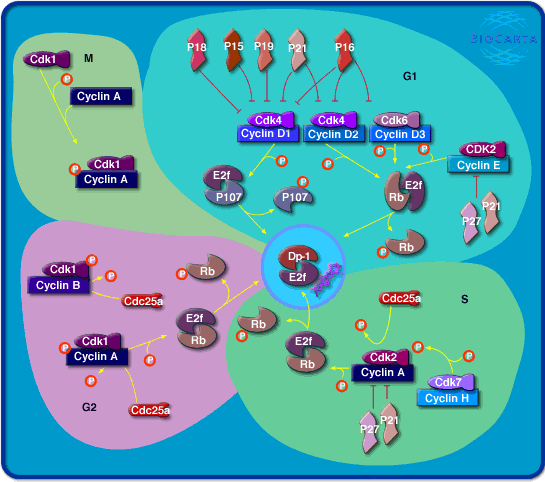 BIOCARTA
M
Cdk1
P
Cyclin A
P
Cdk1
Cyclin A
P18
P15
P19
P21
P16
G1
Cdk4
Cyclin D1
Cdk4
Cyclin D2
Cdk6
Cyclin D3
CDK2
Cyclin E
P
P
P
P
P27
P21
E2f
P107
P
P107
Rb
E2f
P
Rb
Dp-1
E2f
Cdk1
Cyclin B
P
P
Cdc25a
P
Rb
E2f
Rb
Cdk1
Cyclin A
P
P
P
Cdc25a
G2
S
Cdc25a
P
Rb
P
E2f
Rb
Cdk2
Cyclin A
P
P
P
Cdk7
Cyclin H
P27
P21